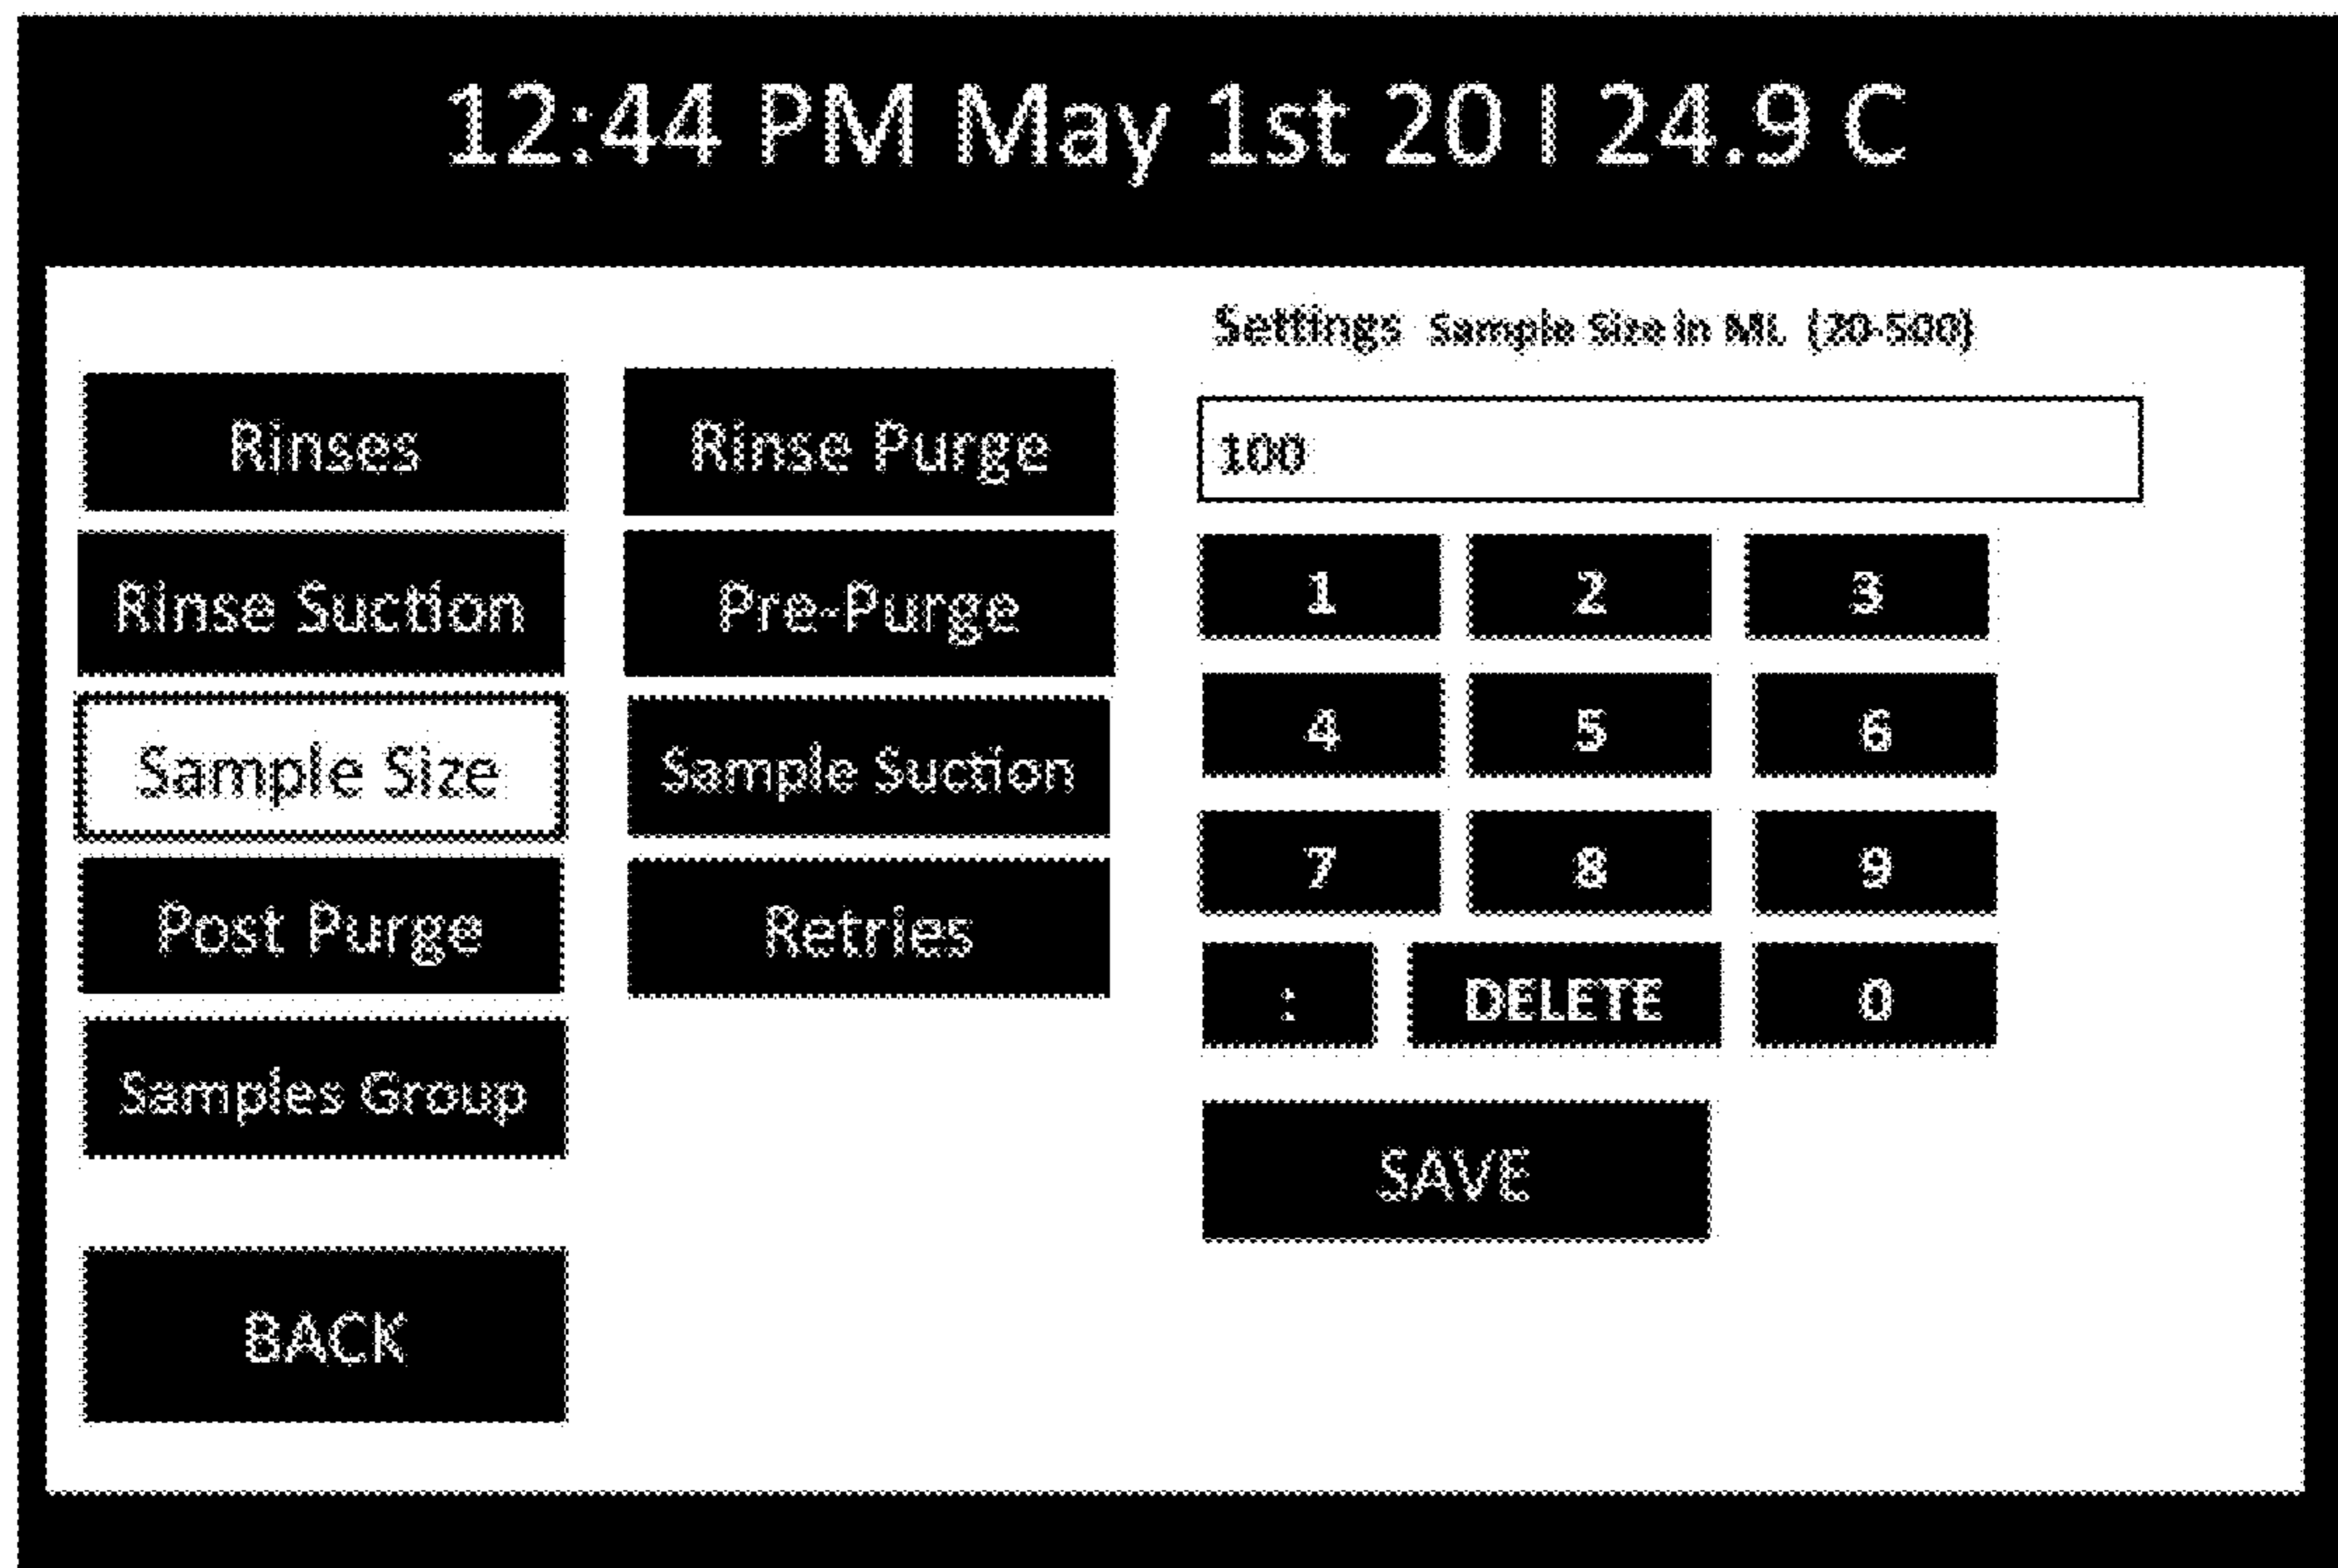 12:44 PM May 1st 20 I 24.9 C
Settings Sample Size in ML (20-500)
Rinses Rinse Purge 100
Rinse Suction Pre-Purge 1 2 3
Sample Size Sample Suction 4 5 6
Post Purge Retries 7 8 9
: DELETE 0
Samples Group
SAVE
BACK